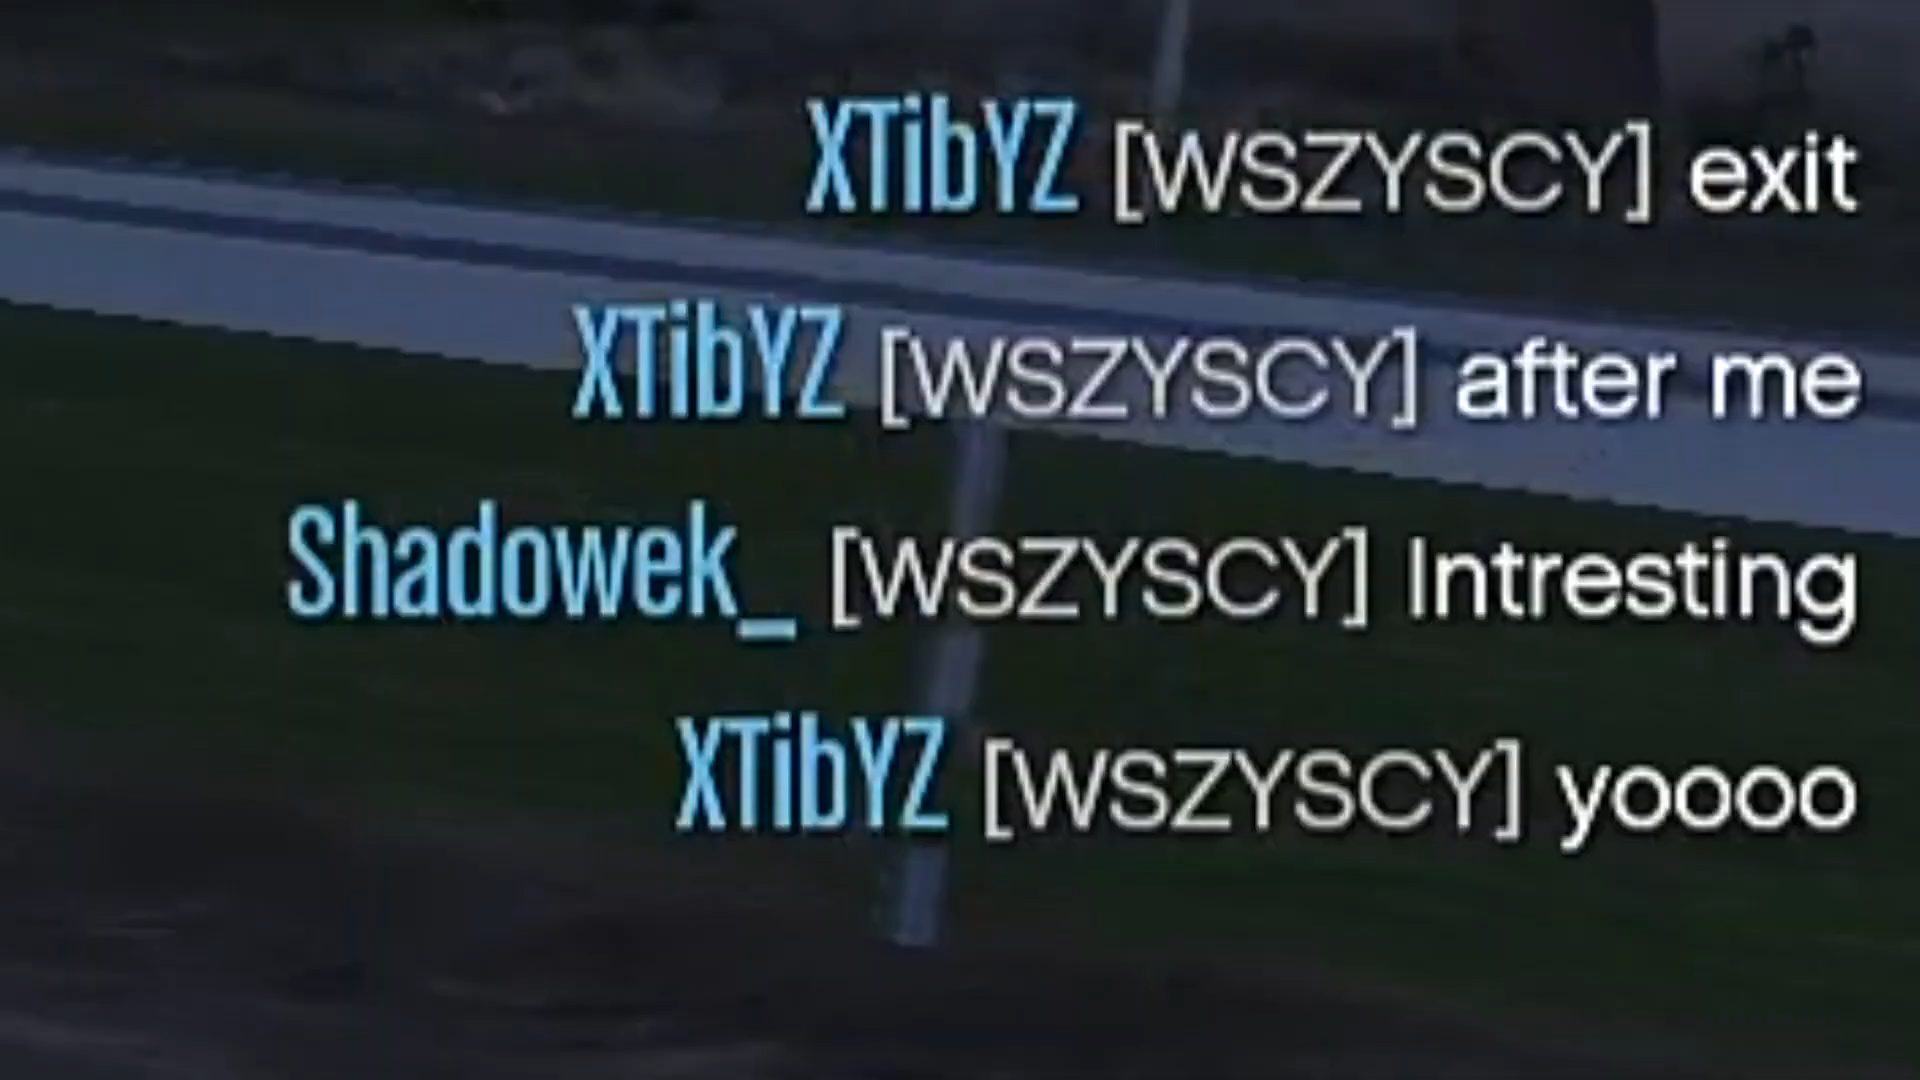 XTibYZ [WSZYSCY] exit
XTibYZ [WSZYSCY] after me
Shadowek_ [WSZYSCY] Intresting
XTibYZ [WSZYSCY] yoooo